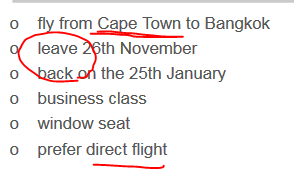 o fly from Cape Town to Bangkok
o leave 26th November
o back on the 25th January
o business class
o window seat
o prefer direct flight